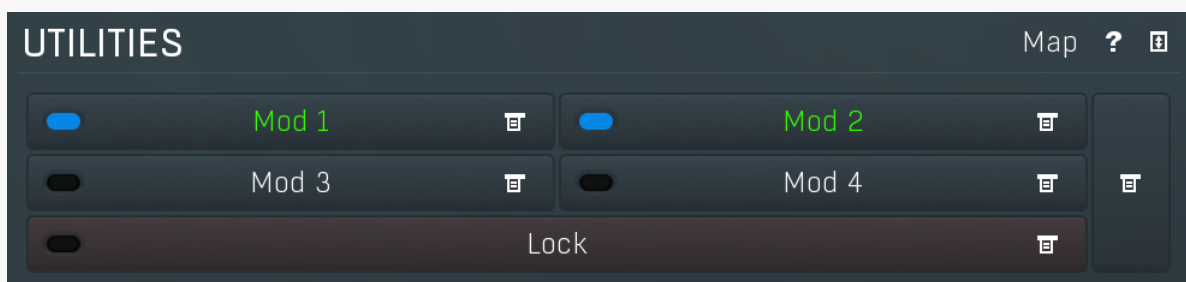 UTILITIES Map ?
Mod 1 Mod 2
Mod 3 Mod 4
Lock